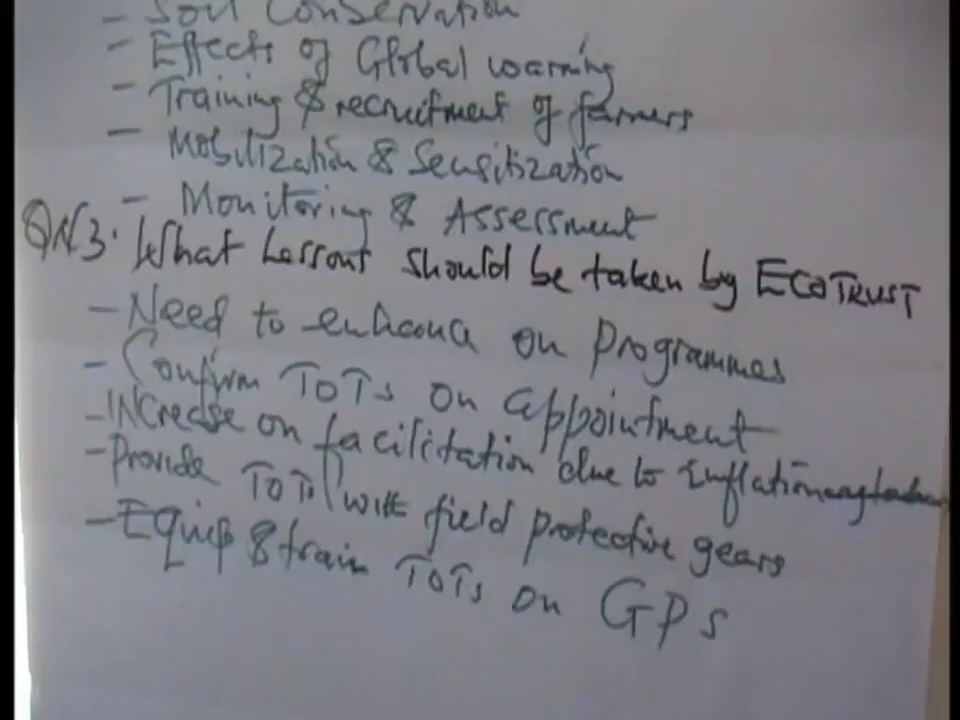 - Soil Conservation
- Effects of Global warming
- Training & recruitment of farmers
- Mobilization & Sensitization
- Monitoring & Assessment
QN3. What Lessons should be taken by ECOTRUST
- Need to enhance on programmes
- Confirm ToTs on appointment
- Increase on facilitation due to Inflation
- Provide ToTs with field protective gears
- Equip & train ToTs on GPs